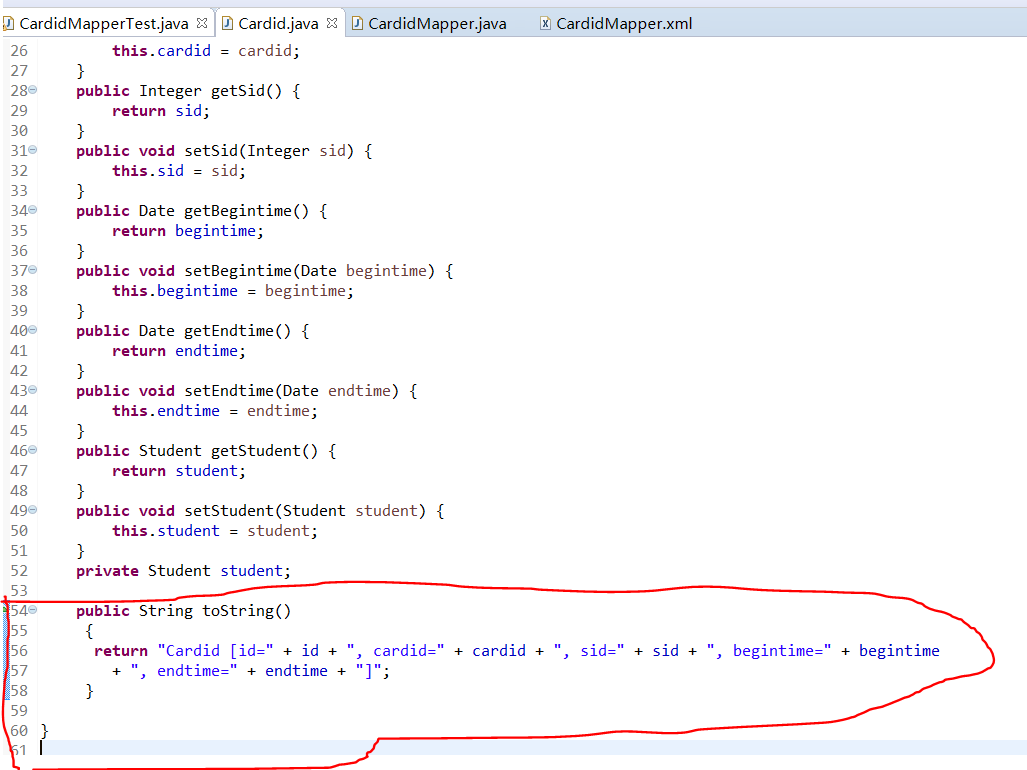 CardidMapperTest.java Cardid.java CardidMapper.java CardidMapper.xml
26 this.cardid = cardid;
27 }
28 public Integer getSid() {
29 return sid;
30 }
31 public void setSid(Integer sid) {
32 this.sid = sid;
33 }
34 public Date getBegintime() {
35 return begintime;
36 }
37 public void setBegintime(Date begintime) {
38 this.begintime = begintime;
39 }
40 public Date getEndtime() {
41 return endtime;
42 }
43 public void setEndtime(Date endtime) {
44 this.endtime = endtime;
45 }
46 public Student getStudent() {
47 return student;
48 }
49 public void setStudent(Student student) {
50 this.student = student;
51 }
52 private Student student;
53
54 public String toString()
55 {
56 return "Cardid [id=" + id + ", cardid=" + cardid + ", sid=" + sid + ", begintime=" + begintime
57 + ", endtime=" + endtime + "]";
58 }
59
60 }
61